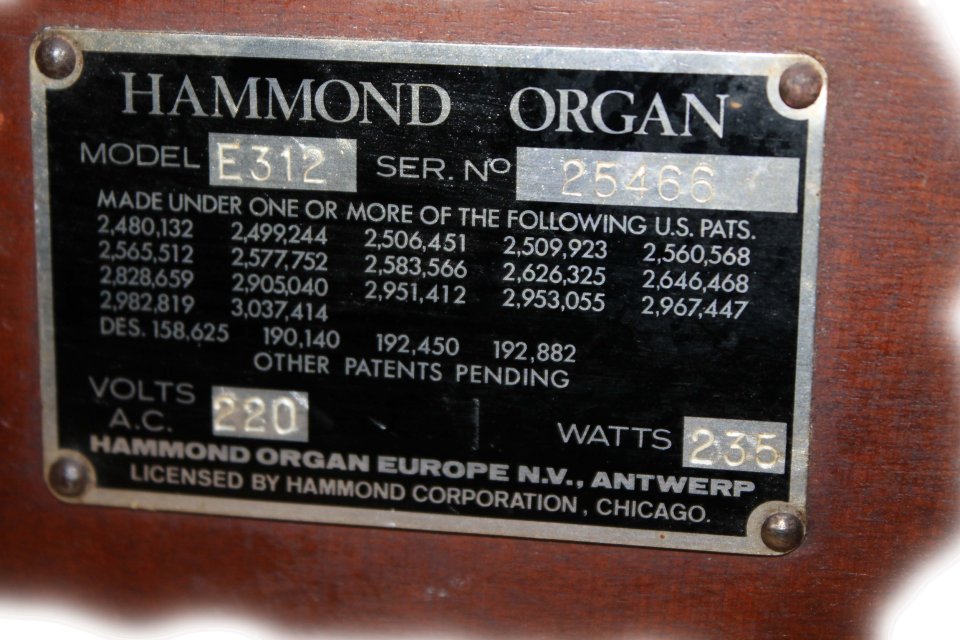 HAMMOND ORGAN
MODEL E312 SER. Nº 25466
MADE UNDER ONE OR MORE OF THE FOLLOWING U.S. PATS.
2,480,132 2,499,244 2,506,451 2,509,923 2,560,568
2,565,512 2,577,752 2,583,566 2,626,325 2,646,468
2,828,659 2,905,040 2,951,412 2,953,055 2,967,447
2,982,819 3,037,414
DES. 158,625 190,140 192,450 192,882
OTHER PATENTS PENDING
VOLTS
A.C. 220 WATTS 235
HAMMOND ORGAN EUROPE N.V., ANTWERP
LICENSED BY HAMMOND CORPORATION, CHICAGO.